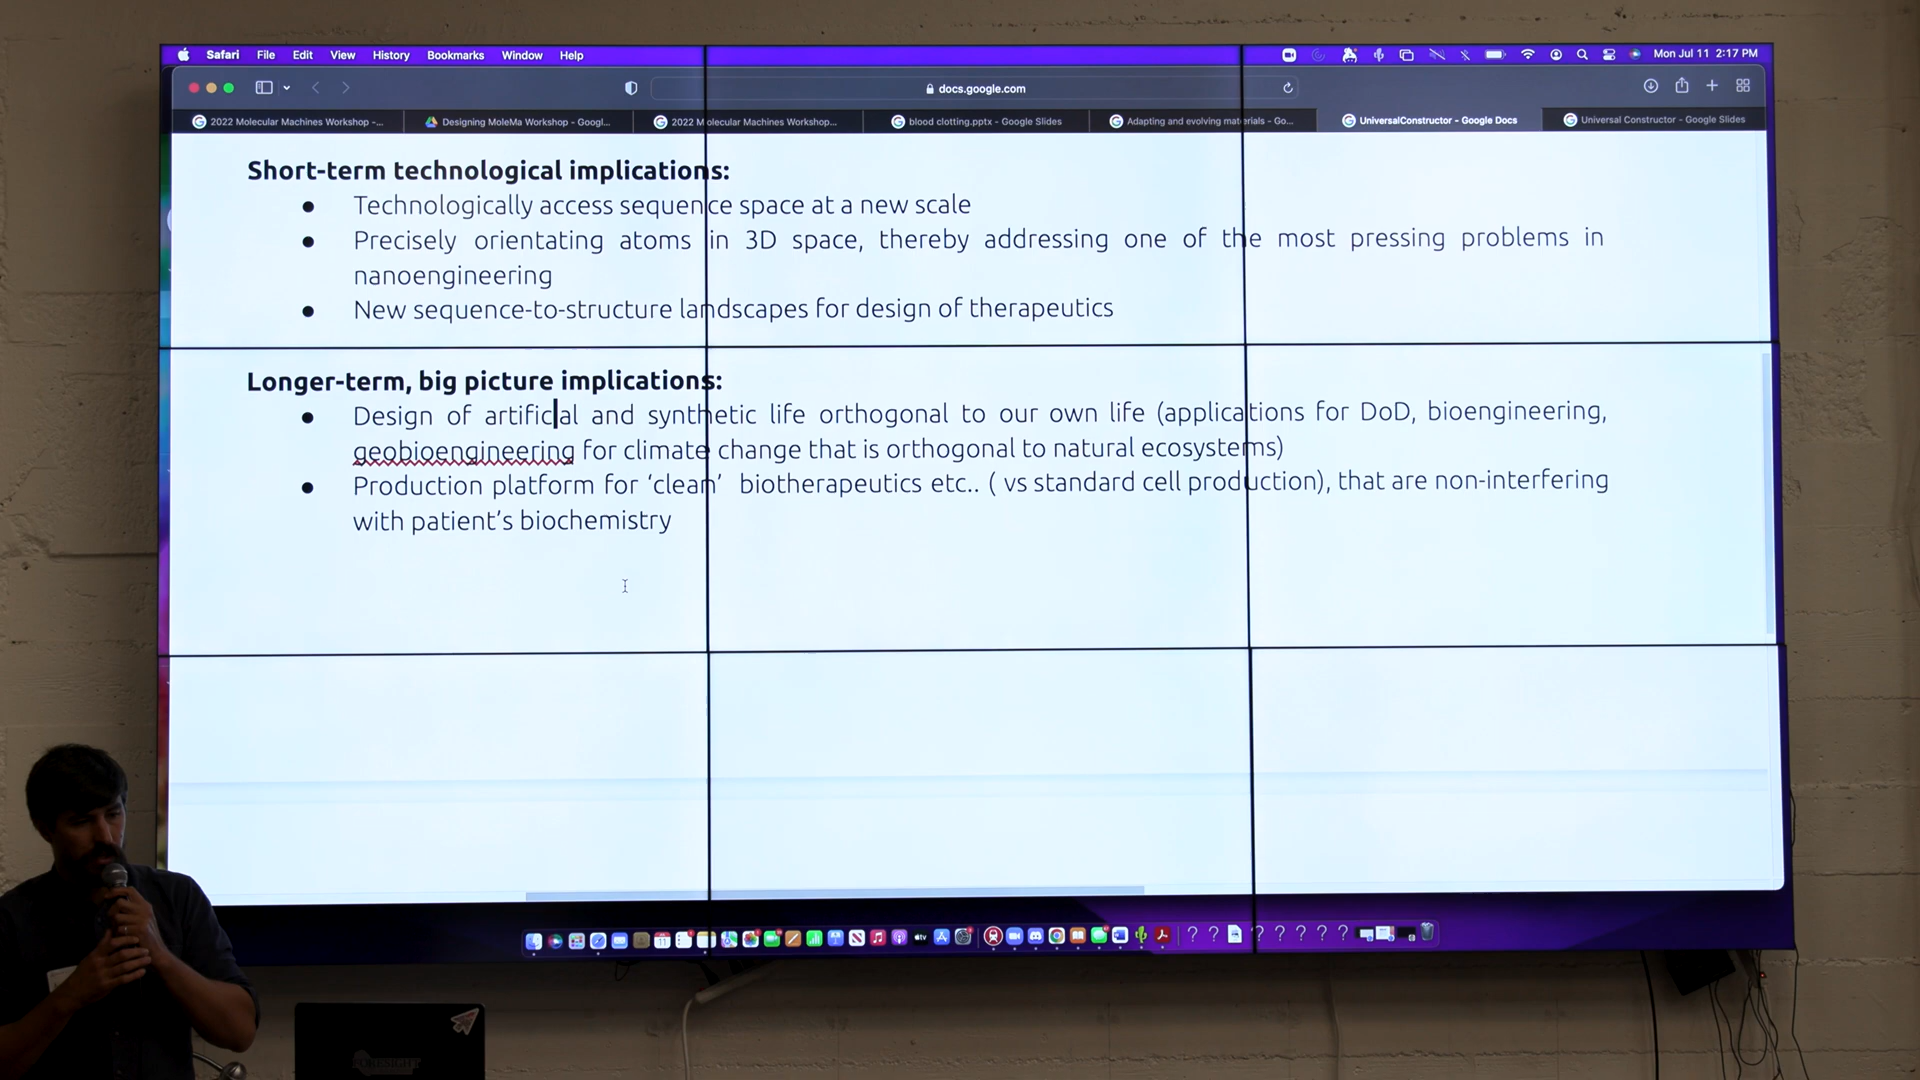 Safari File Edit View History Bookmarks Window Help Mon Jul 11 2:17 PM
docs.google.com
2022 Molecular Machines Workshop -... Designing MoleMa Workshop - Googl... 2022 Molecular Machines Workshop... blood clotting.pptx - Google Slides Adapting and evolving materials - Go... UniversalConstructor - Google Docs Universal Constructor - Google Slides
Short-term technological implications:
● Technologically access sequence space at a new scale
● Precisely orientating atoms in 3D space, thereby addressing one of the most pressing problems in
nanoengineering
● New sequence-to-structure landscapes for design of therapeutics
Longer-term, big picture implications:
● Design of artificial and synthetic life orthogonal to our own life (applications for DoD, bioengineering,
geobioengineering for climate change that is orthogonal to natural ecosystems)
● Production platform for ‘clean’ biotherapeutics etc.. ( vs standard cell production), that are non-interfering
with patient’s biochemistry
FORESIGHT